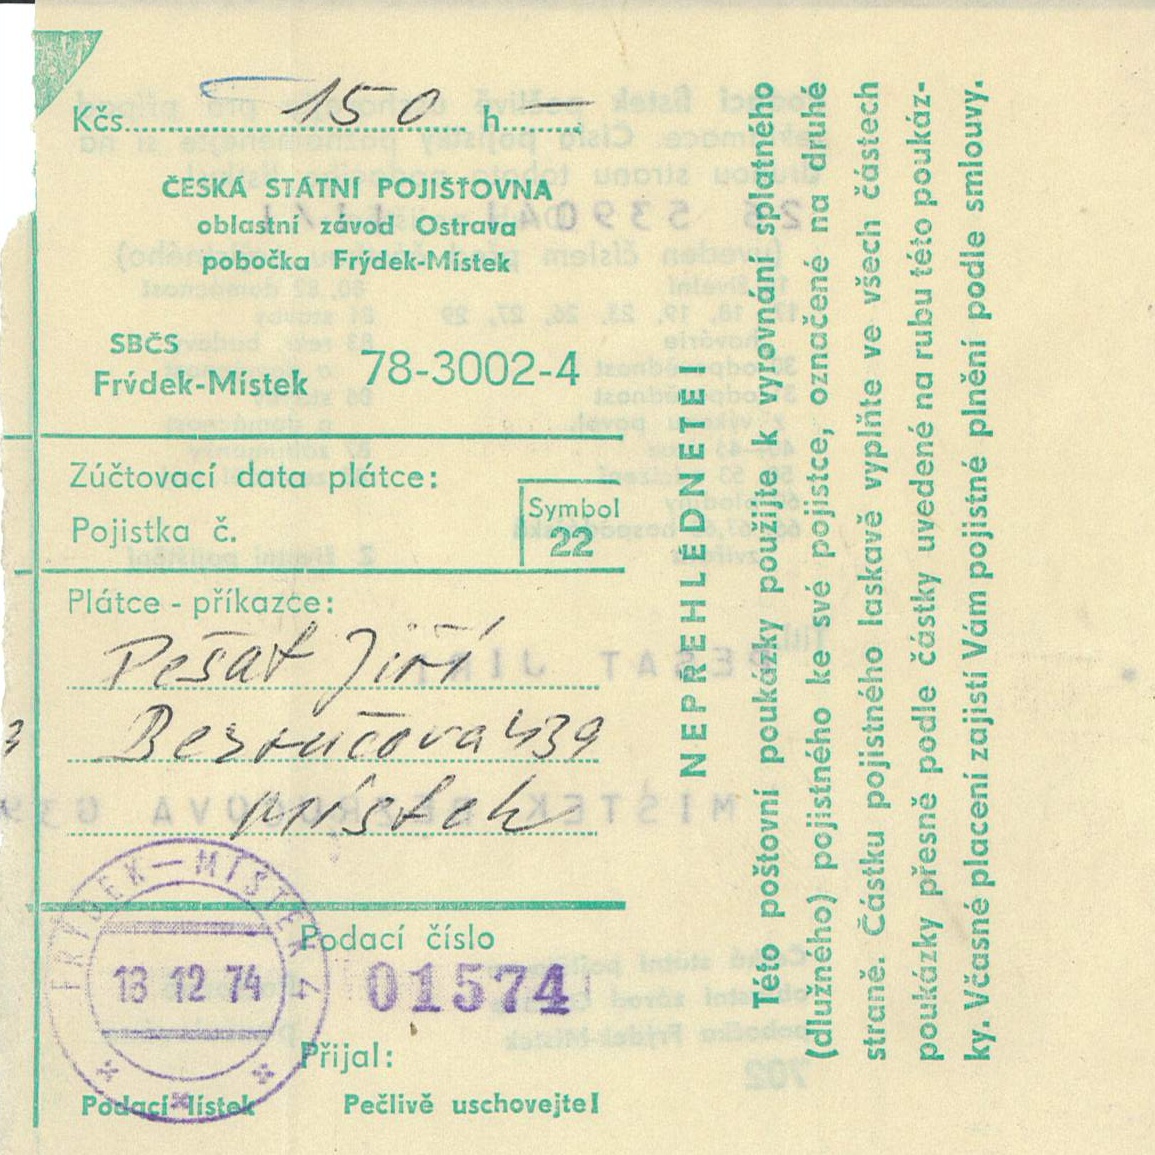 Kčs 150 h —
ČESKÁ STÁTNÍ POJIŠŤOVNA
oblastní závod Ostrava
pobočka Frýdek-Místek
SBČS
Frýdek-Místek 78-3002-4
Zúčtovací data plátce:
Pojistka č.
Symbol
22
Plátce - příkazce:
Pešat Jiří
Bezručova 439
Místek
FRÝDEK-MÍSTEK 1
13 12 74
Podací číslo
01574
Přijal:
Podací lístek Pečlivě uschovejte!
NEPŘEHLÉDNĚTE!
Této poštovní poukázky použijte k vyrovnání splatného
(dlužného) pojistného ke své pojistce, označené na druhé
straně. Částku pojistného laskavě vyplňte ve všech částech
poukázky přesně podle částky uvedené na rubu této poukáz-
ky. Včasné placení zajistí Vám pojistné plnění podle smlouvy.